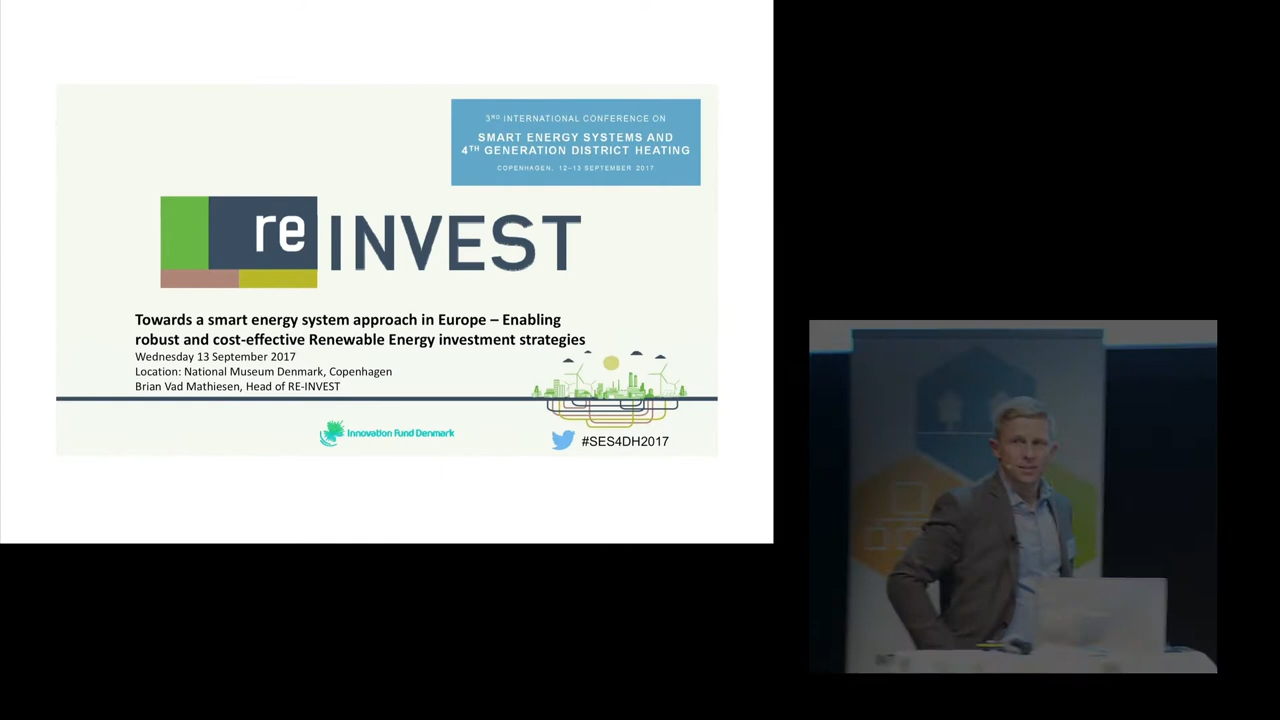 3RD INTERNATIONAL CONFERENCE ON
SMART ENERGY SYSTEMS AND
4TH GENERATION DISTRICT HEATING
COPENHAGEN, 12–13 SEPTEMBER 2017
re INVEST
Towards a smart energy system approach in Europe – Enabling
robust and cost-effective Renewable Energy investment strategies
Wednesday 13 September 2017
Location: National Museum Denmark, Copenhagen
Brian Vad Mathiesen, Head of RE-INVEST
Innovation Fund Denmark
#SES4DH2017